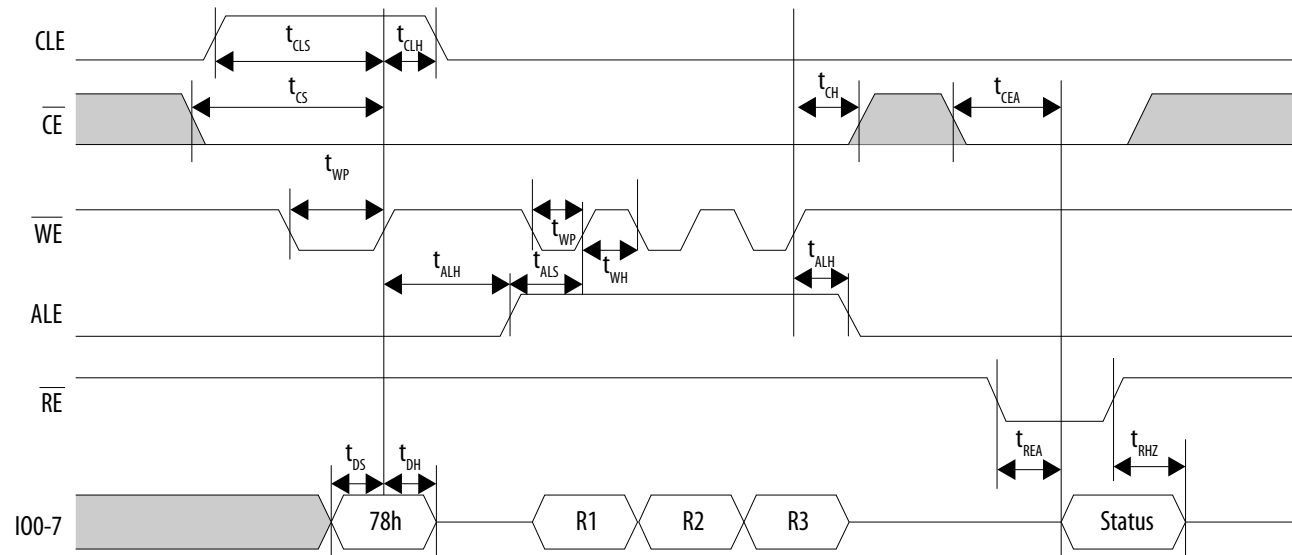 CLE
tCLS
tCLH
CE
tCS
tCH
tCEA
WE
tWP
tWP
tWH
ALE
tALH
tALS
tALH
RE
tREA
tRHZ
IO0-7
tDS
tDH
78h
R1
R2
R3
Status